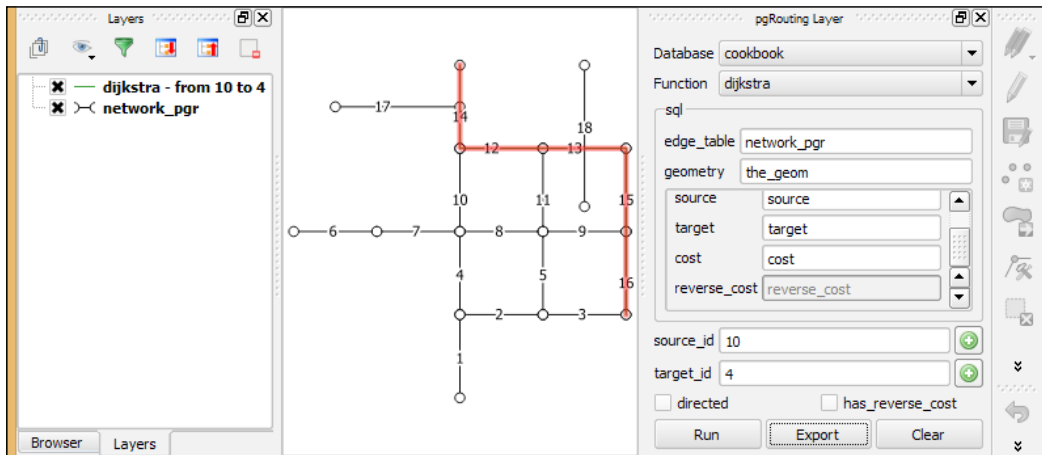 Layers
dijkstra - from 10 to 4
network_pgr
Browser
Layers
17
14
18
12
13
10
11
15
6
7
8
9
4
5
16
2
3
1
pgRouting Layer
Database cookbook
Function dijkstra
sql
edge_table network_pgr
geometry the_geom
source source
target target
cost cost
reverse_cost reverse_cost
source_id 10
target_id 4
directed has_reverse_cost
Run Export Clear